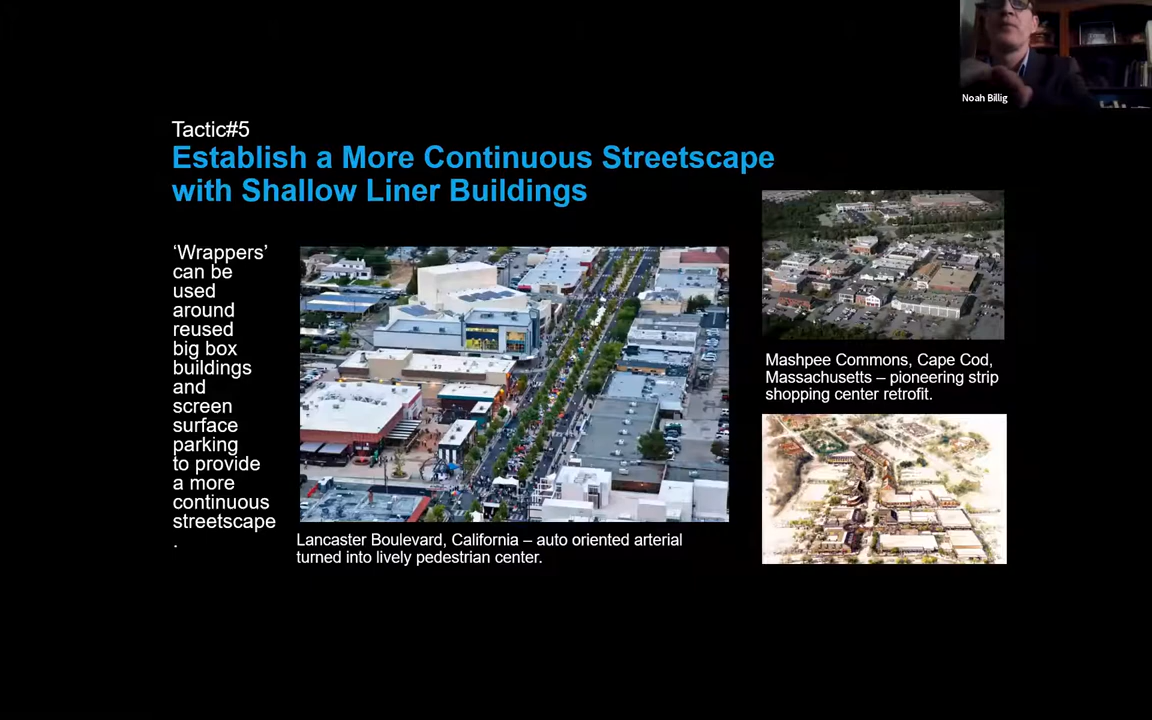 Noah Billig
Tactic#5
Establish a More Continuous Streetscape
with Shallow Liner Buildings
‘Wrappers’
can be
used
around
reused
big box
buildings
and
screen
surface
parking
to provide
a more
continuous
streetscape
.
Lancaster Boulevard, California – auto oriented arterial
turned into lively pedestrian center.
Mashpee Commons, Cape Cod,
Massachusetts – pioneering strip
shopping center retrofit.